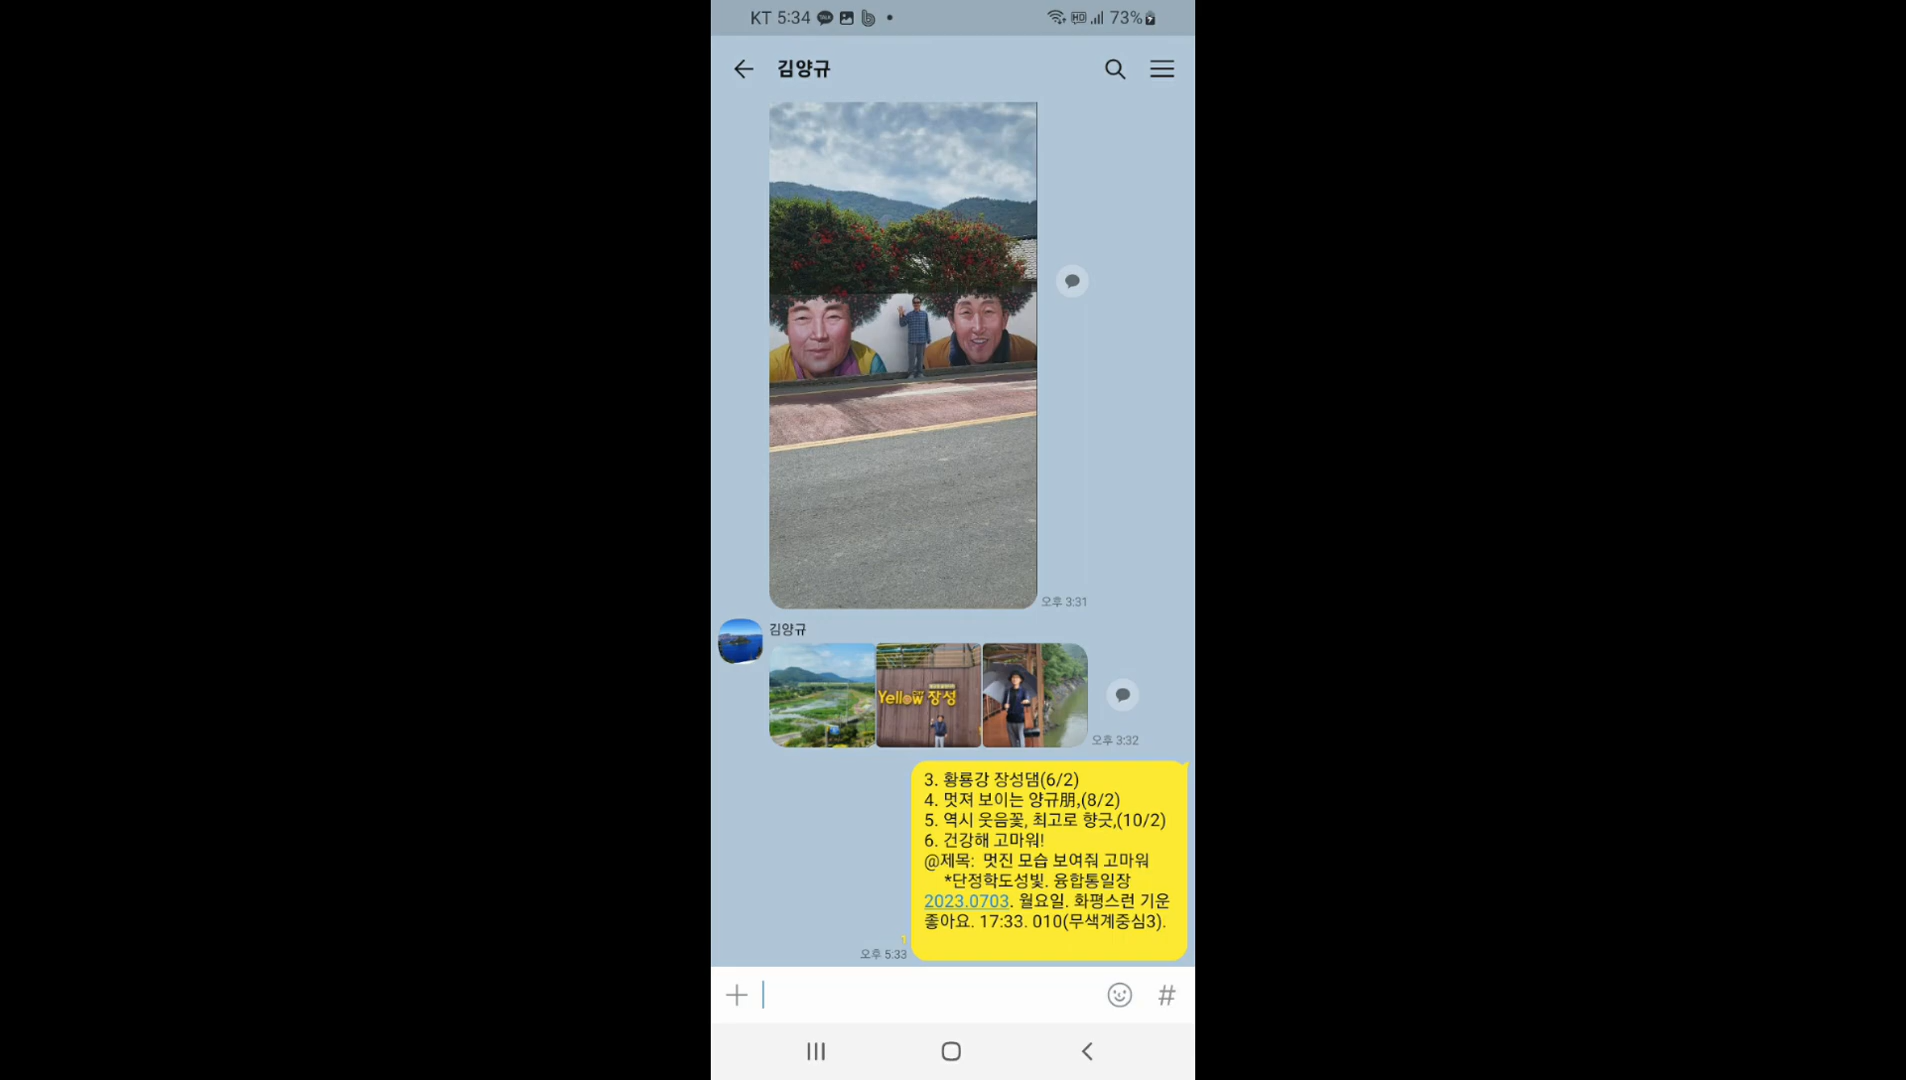 KT 5:34
73%
김양규
오후 3:31
김양규
Yellow 장성
오후 3:32
3. 황룡강 장성댐(6/2)
4. 멋져 보이는 양규朋,(8/2)
5. 역시 웃음꽃, 최고로 향긋,(10/2)
6. 건강해 고마워!
@제목: 멋진 모습 보여줘 고마워
*단정학도성빛. 융합통일장
2023.0703. 월요일. 화평스런 기운
좋아요. 17:33. 010(무색계중심3).
1
오후 5:33
#